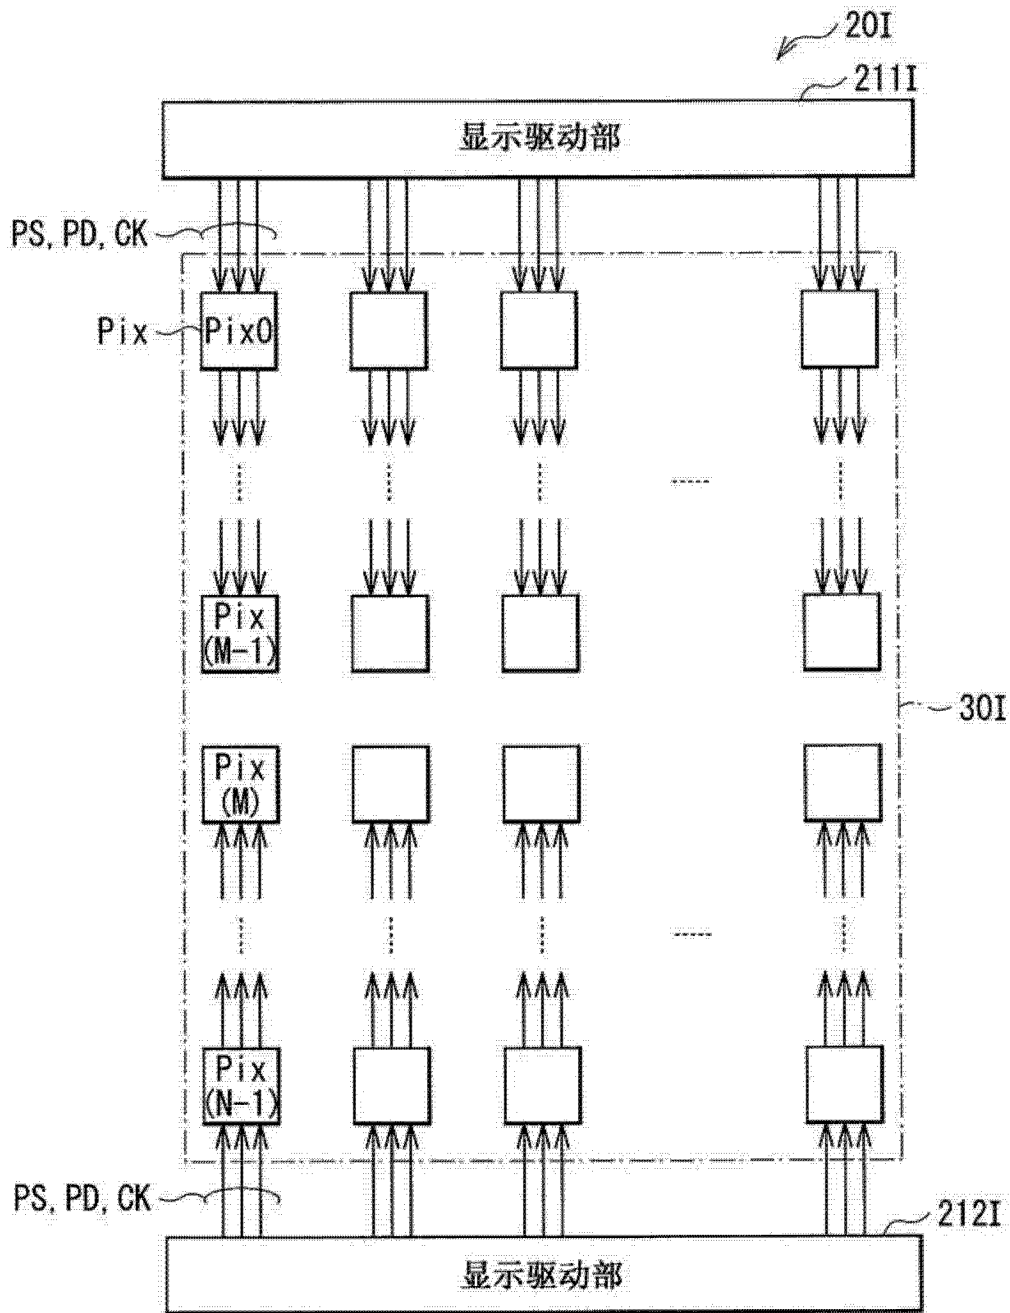 20I
211I
显示驱动部
PS, PD, CK
Pix
Pix0
Pix
(M-1)
30I
Pix
(M)
Pix
(N-1)
PS, PD, CK
212I
显示驱动部